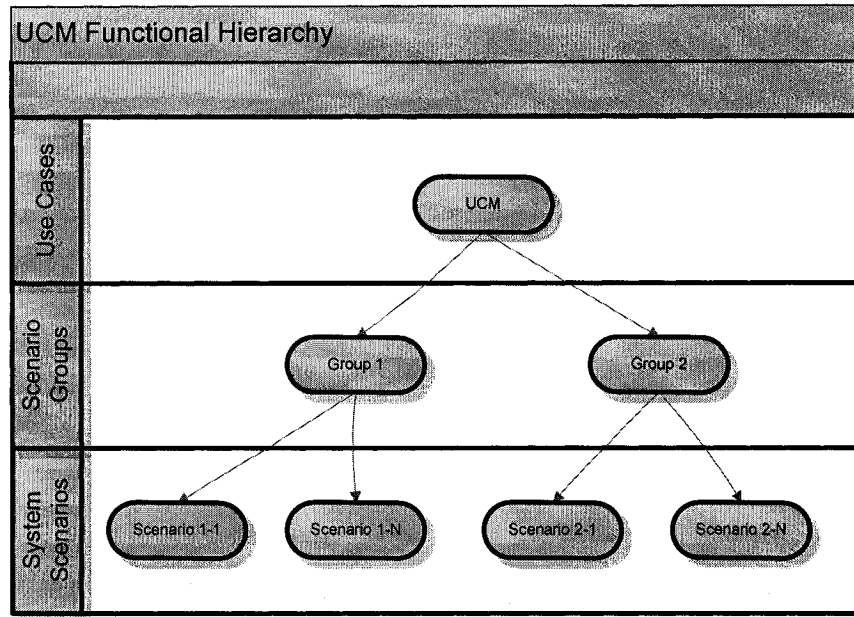 UCM Functional Hierarchy
Use Cases
UCM
Scenario
Groups
Group 1
Group 2
System
Scenarios
Scenario 1-1
Scenario 1-N
Scenario 2-1
Scenario 2-N